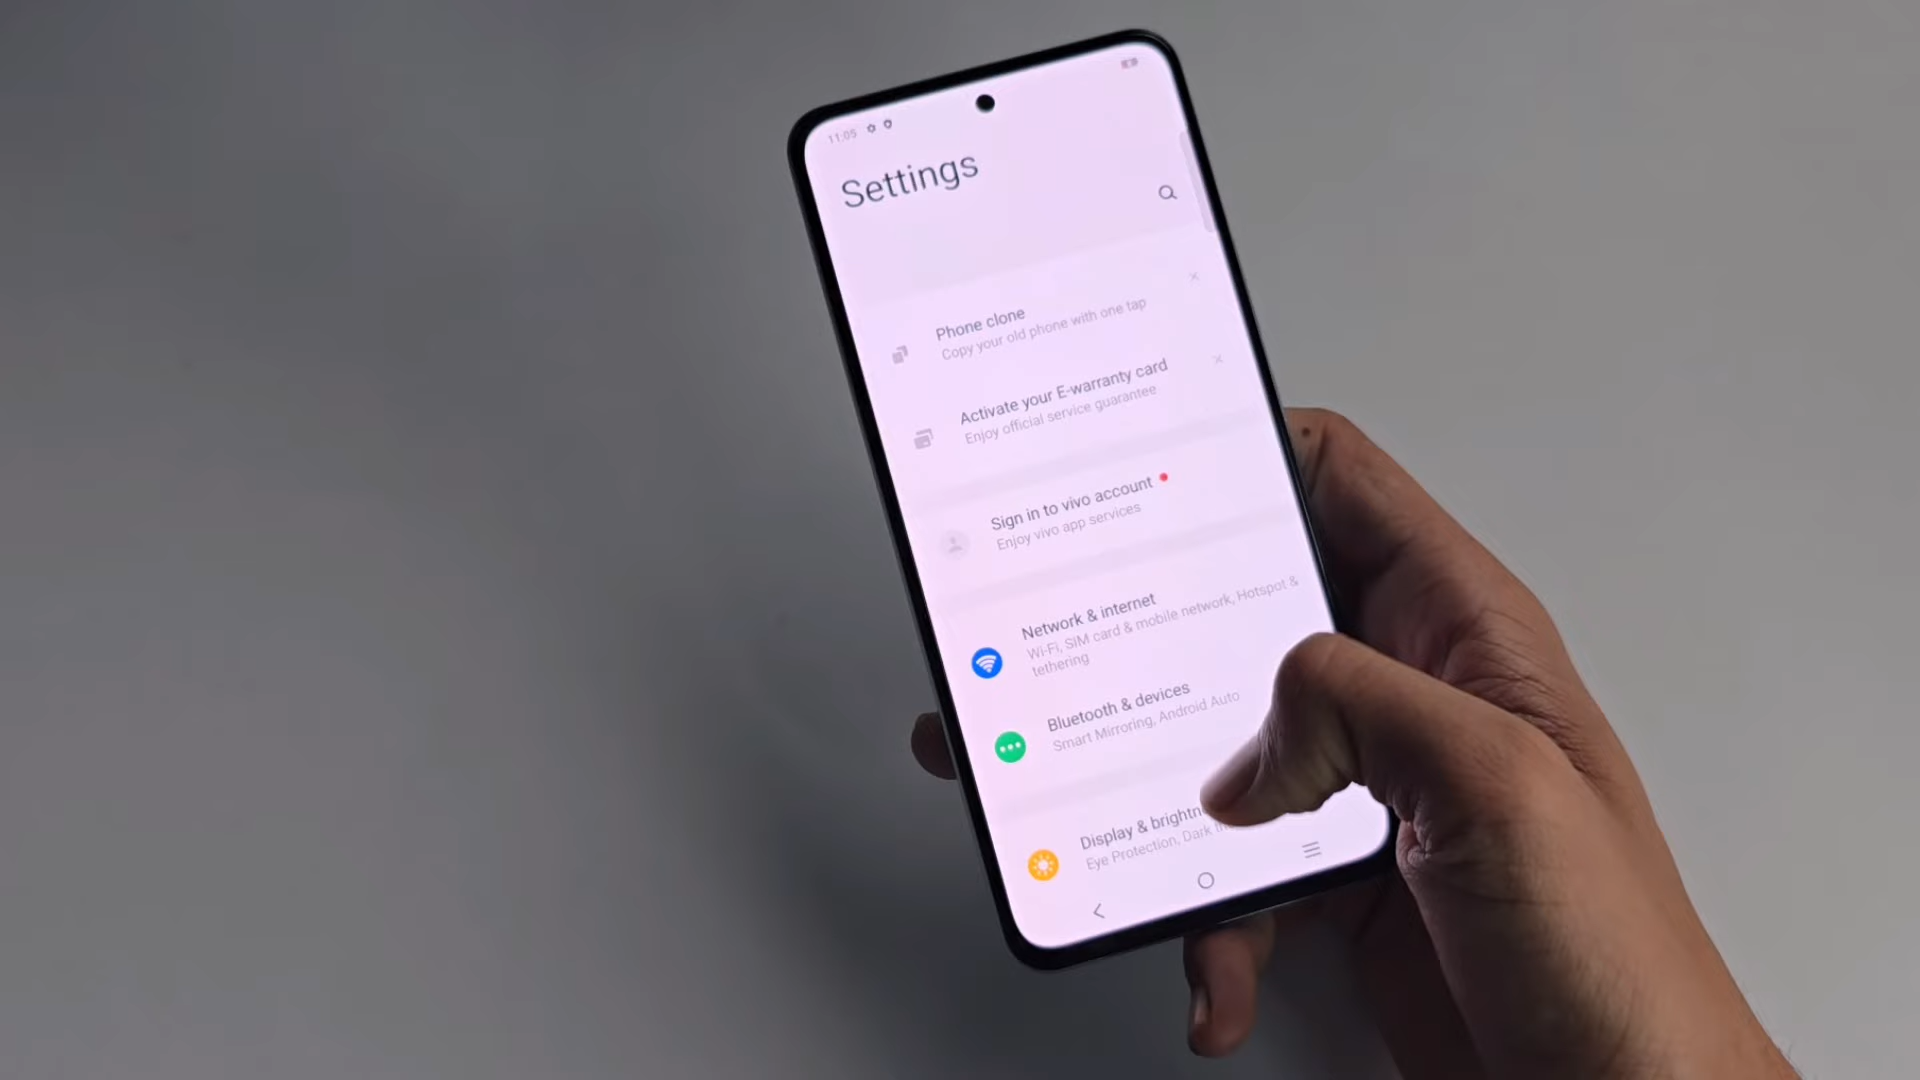 11:05
Settings
Phone clone
Copy your old phone with one tap
Activate your E-warranty card
Enjoy official service guarantee
Sign in to vivo account
Enjoy vivo app services
Network & internet
Wi-Fi, SIM card & mobile network, Hotspot &
tethering
Bluetooth & devices
Smart Mirroring, Android Auto
Display &
Eye Protection, Dark